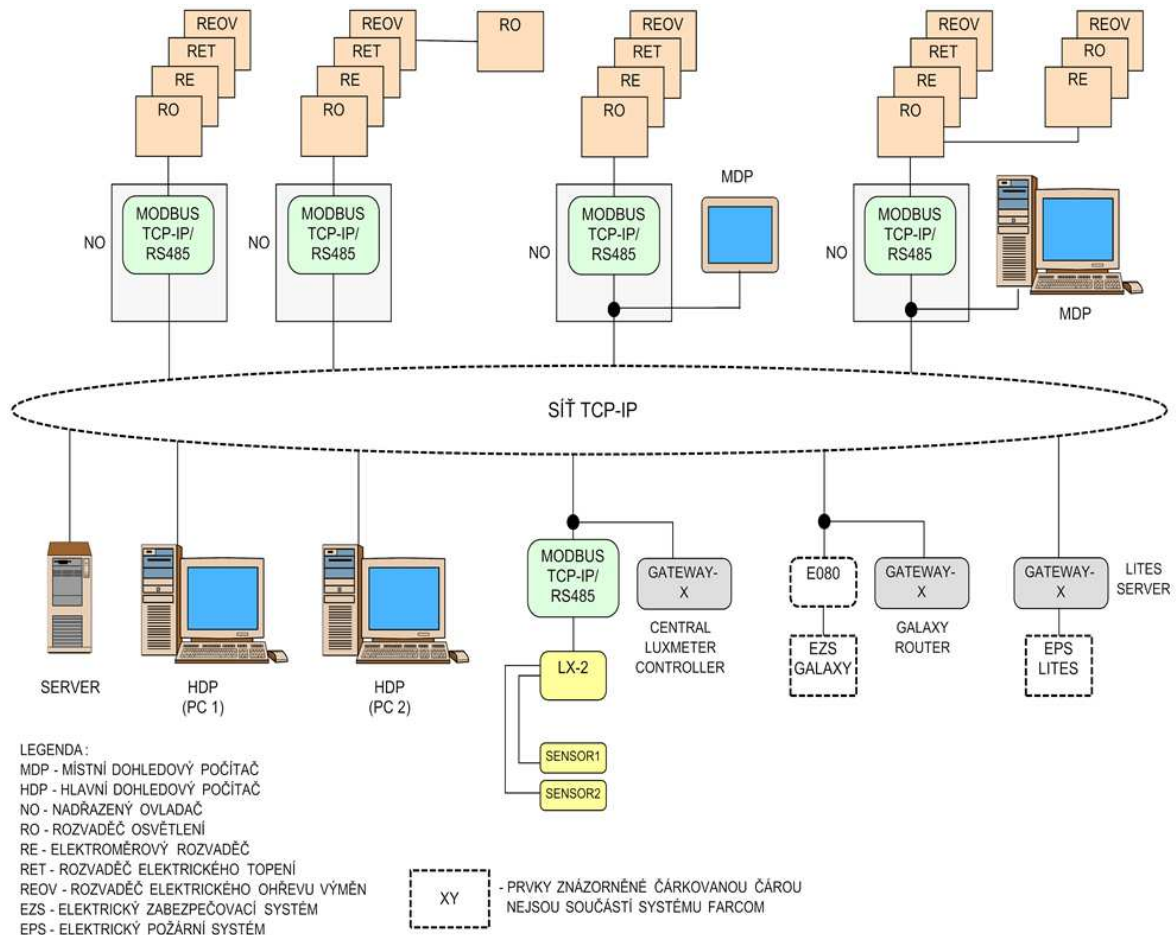 REOV
RET
RE
RO
REOV
RET
RE
RO
RO
REOV
RET
RE
RO
REOV
RET
RE
RO
REOV
RO
RE
NO
MODBUS
TCP-IP/
RS485
NO
MODBUS
TCP-IP/
RS485
NO
MODBUS
TCP-IP/
RS485
MDP
NO
MODBUS
TCP-IP/
RS485
MDP
SÍŤ TCP-IP
SERVER
HDP
(PC 1)
HDP
(PC 2)
MODBUS
TCP-IP/
RS485
GATEWAY-
X
CENTRAL
LUXMETER
CONTROLLER
LX-2
SENSOR1
SENSOR2
E080
EZS
GALAXY
GATEWAY-
X
GALAXY
ROUTER
GATEWAY-
X
LITES
SERVER
EPS
LITES
LEGENDA :
MDP - MÍSTNÍ DOHLEDOVÝ POČÍTAČ
HDP - HLAVNÍ DOHLEDOVÝ POČÍTAČ
NO - NADŘAZENÝ OVLADAČ
RO - ROZVADĚČ OSVĚTLENÍ
RE - ELEKTROMĚROVÝ ROZVADĚČ
RET - ROZVADĚČ ELEKTRICKÉHO TOPENÍ
REOV - ROZVADĚČ ELEKTRICKÉHO OHŘEVU VÝMĚN
EZS - ELEKTRICKÝ ZABEZPEČOVACÍ SYSTÉM
EPS - ELEKTRICKÝ POŽÁRNÍ SYSTÉM
XY
- PRVKY ZNÁZORNĚNÉ ČÁRKOVANOU ČÁROU
NEJSOU SOUČÁSTÍ SYSTÉMU FARCOM